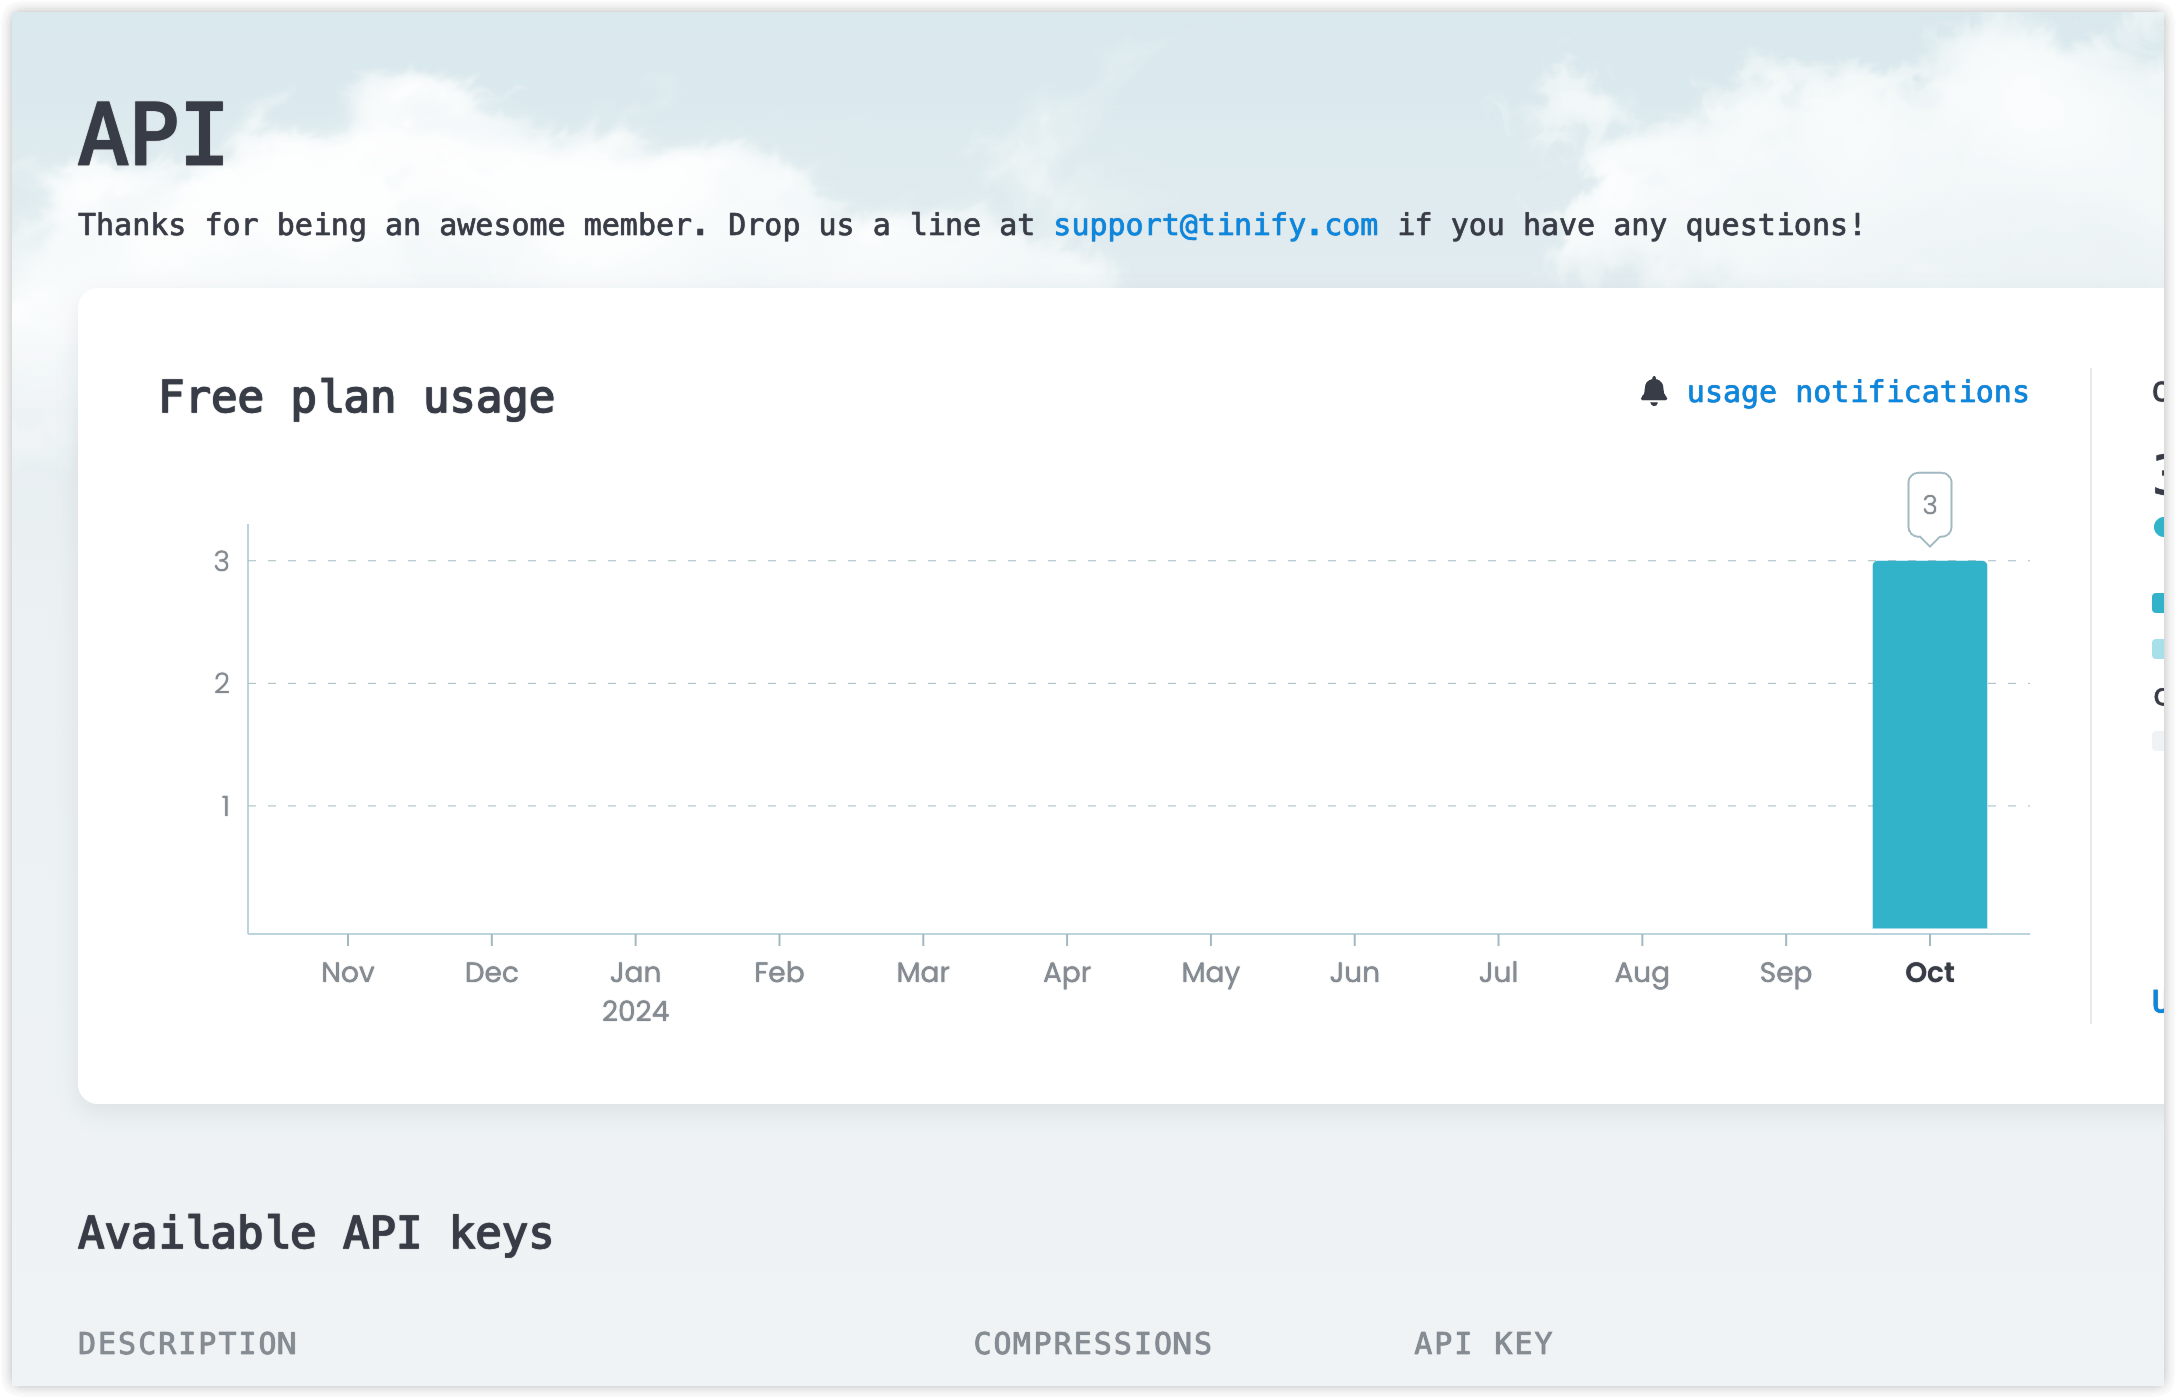 API
Thanks for being an awesome member. Drop us a line at support@tinify.com if you have any questions!
Free plan usage
usage notifications
3
3
2
1
Nov Dec Jan Feb Mar Apr May Jun Jul Aug Sep Oct
2024
Available API keys
DESCRIPTION COMPRESSIONS API KEY